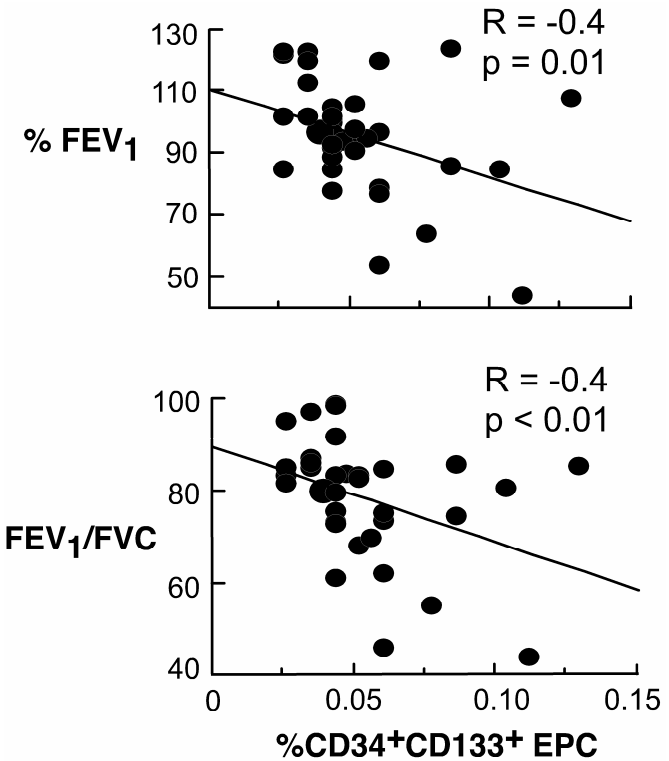 130
R = -0.4
p = 0.01
110
% FEV1
90
70
50
R = -0.4
p < 0.01
100
80
FEV1/FVC
60
40
0 0.05 0.10 0.15
%CD34+CD133+ EPC